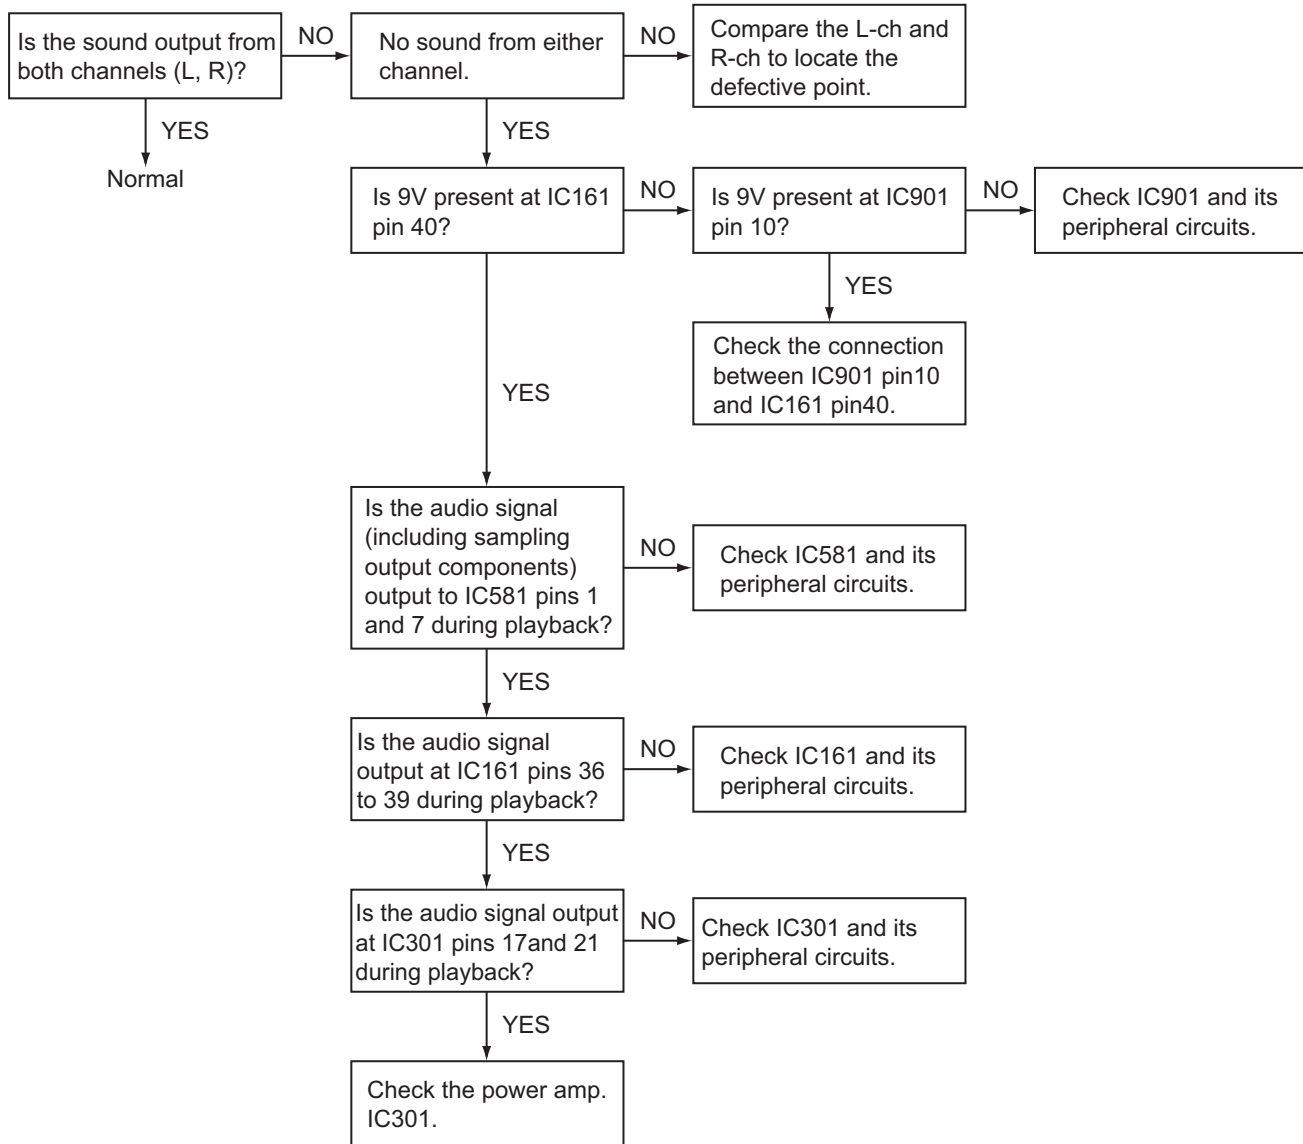 Is the sound output from
both channels (L, R)?
NO
No sound from either
channel.
NO
Compare the L-ch and
R-ch to locate the
defective point.
YES
Normal
YES
Is 9V present at IC161
pin 40?
NO
Is 9V present at IC901
pin 10?
NO
Check IC901 and its
peripheral circuits.
YES
Check the connection
between IC901 pin10
and IC161 pin40.
YES
Is the audio signal
(including sampling
output components)
output to IC581 pins 1
and 7 during playback?
NO
Check IC581 and its
peripheral circuits.
YES
Is the audio signal
output at IC161 pins 36
to 39 during playback?
NO
Check IC161 and its
peripheral circuits.
YES
Is the audio signal output
at IC301 pins 17and 21
during playback?
NO
Check IC301 and its
peripheral circuits.
YES
Check the power amp.
IC301.